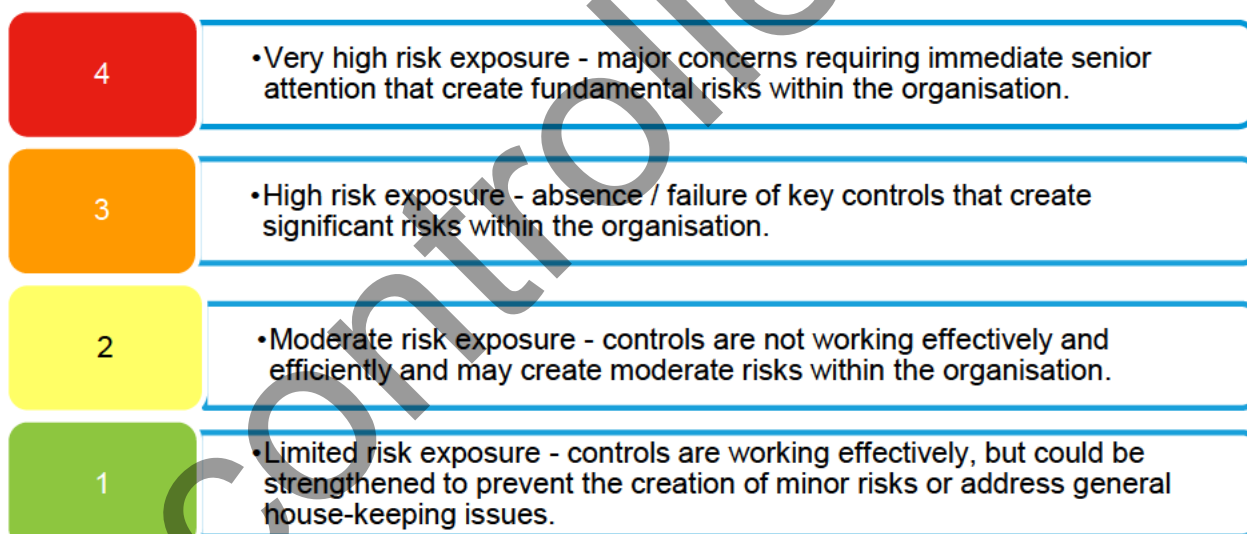 4
•Very high risk exposure - major concerns requiring immediate senior
attention that create fundamental risks within the organisation.
3
•High risk exposure - absence / failure of key controls that create
significant risks within the organisation.
2
•Moderate risk exposure - controls are not working effectively and
efficiently and may create moderate risks within the organisation.
1
•Limited risk exposure - controls are working effectively, but could be
strengthened to prevent the creation of minor risks or address general
house-keeping issues.
controlle